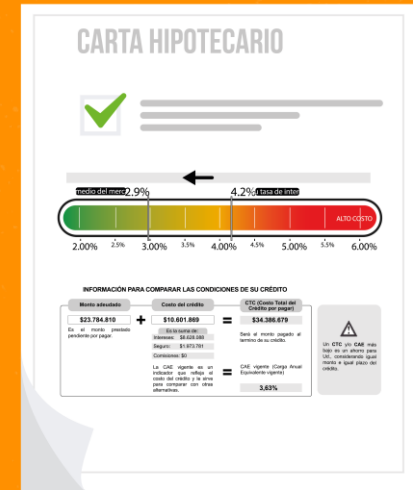 CARTA HIPOTECARIO
medio del merc 2.9%
4.2% tasa de inter
ALTO COSTO
2.00% 2.5% 3.00% 3.5% 4.00% 4.5% 5.00% 5.5% 6.00%
INFORMACIÓN PARA COMPARAR LAS CONDICIONES DE SU CRÉDITO
Monto adeudado
$23.784.810
Es el monto prestado
pendiente por pagar.
+
Costo del crédito
$10.601.869
Es la suma de:
Intereses:
Seguro: $1.973.781
Comisiones: $0
La CAE vigente es un
indicador que refleja el
costo del crédito y le sirve
para comparar con otras
alternativas.
=
CTC (Costo Total del
Crédito por pagar)
$34.386.679
Será el monto pagado al
termino de su crédito.
=
CAE vigente (Carga Anual
Equivalente vigente)
3,63%
Un CTC y/o CAE más
bajo es un ahorro para
Ud., considerando igual
monto e igual plazo del
crédito.